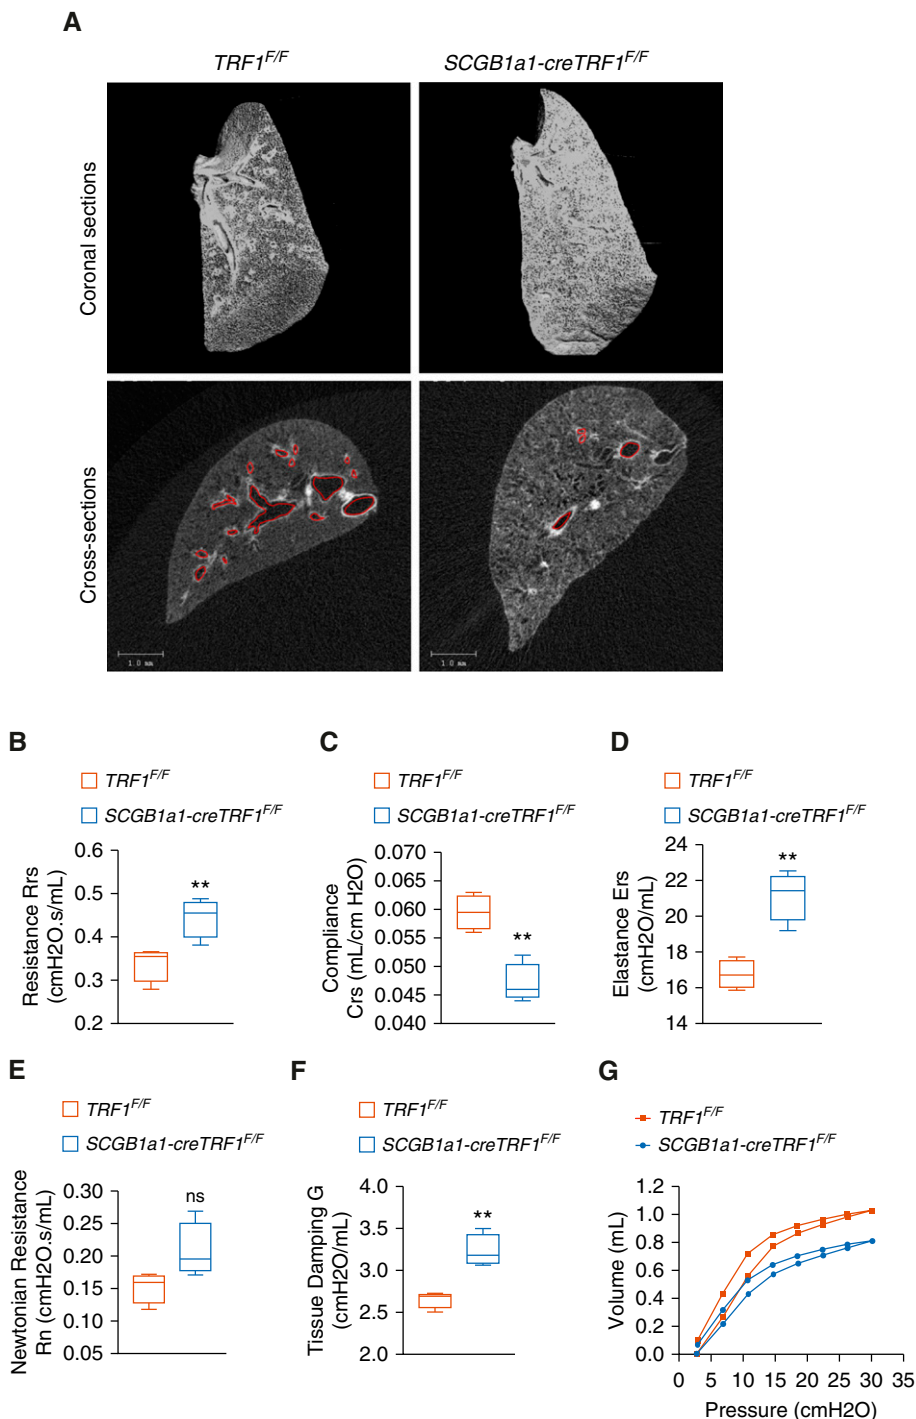 A
TRF1F/F
SCGB1a1-creTRF1F/F
Coronal sections
Cross-sections
1.0 mm
1.0 mm
B
TRF1F/F
SCGB1a1-creTRF1F/F
Resistance Rrs
(cmH2O.s/mL)
0.6
0.5
0.4
0.3
0.2
**
C
TRF1F/F
SCGB1a1-creTRF1F/F
Compliance
Crs (mL/cm H2O)
0.070
0.065
0.060
0.055
0.050
0.045
0.040
**
D
TRF1F/F
SCGB1a1-creTRF1F/F
Elastance Ers
(cmH2O/mL)
24
22
20
18
16
14
**
E
TRF1F/F
SCGB1a1-creTRF1F/F
Newtonian Resistance
Rn (cmH2O.s/mL)
0.30
0.25
0.20
0.15
0.10
0.05
ns
F
TRF1F/F
SCGB1a1-creTRF1F/F
Tissue Damping G
(cmH2O/mL)
4.0
3.5
3.0
2.5
2.0
**
G
TRF1F/F
SCGB1a1-creTRF1F/F
Volume (mL)
1.2
1.0
0.8
0.6
0.4
0.2
0.0
0 5 10 15 20 25 30 35
Pressure (cmH2O)